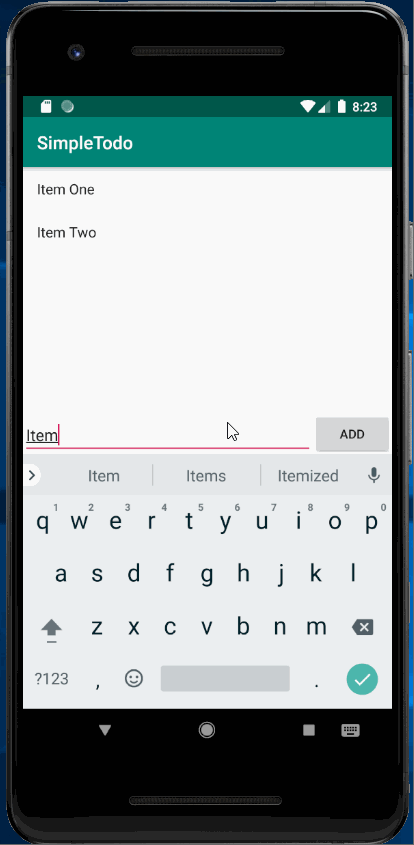 8:23
SimpleTodo
Item One
Item Two
Item ADD
Item Items Itemized
1 2 3 4 5 6 7 8 9 0
q w e r t y u i o p
a s d f g h j k l
z x c v b n m
?123 , .